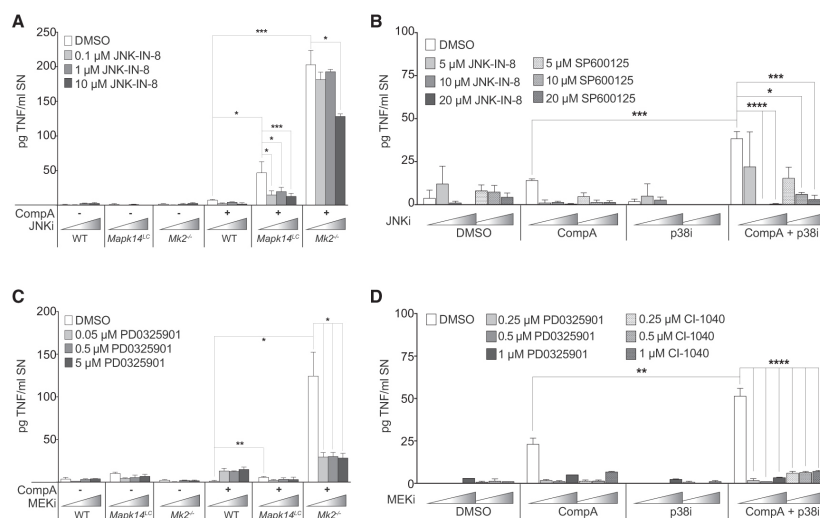 A
250
200
150
100
50
pg TNF/ml SN
DMSO
0.1 µM JNK-IN-8
1 µM JNK-IN-8
10 µM JNK-IN-8
***
*
*
***
*
*
CompA - - - + + +
JNKi
WT Mapk14LC Mk2-/- WT Mapk14LC Mk2-/-
B
100
75
50
25
0
pg TNF/ml SN
DMSO
5 µM JNK-IN-8 5 µM SP600125
10 µM JNK-IN-8 10 µM SP600125
20 µM JNK-IN-8 20 µM SP600125
***
*
****
***
JNKi
DMSO CompA p38i CompA + p38i
C
200
150
100
50
0
pg TNF/ml SN
DMSO
0.05 µM PD0325901
0.5 µM PD0325901
5 µM PD0325901
*
*
**
CompA - - - + + +
MEKi
WT Mapk14LC Mk2-/- WT Mapk14LC Mk2-/-
D
100
75
50
25
0
pg TNF/ml SN
DMSO 0.25 µM PD0325901 0.25 µM CI-1040
0.5 µM PD0325901 0.5 µM CI-1040
1 µM PD0325901 1 µM CI-1040
**
****
MEKi
DMSO CompA p38i CompA + p38i